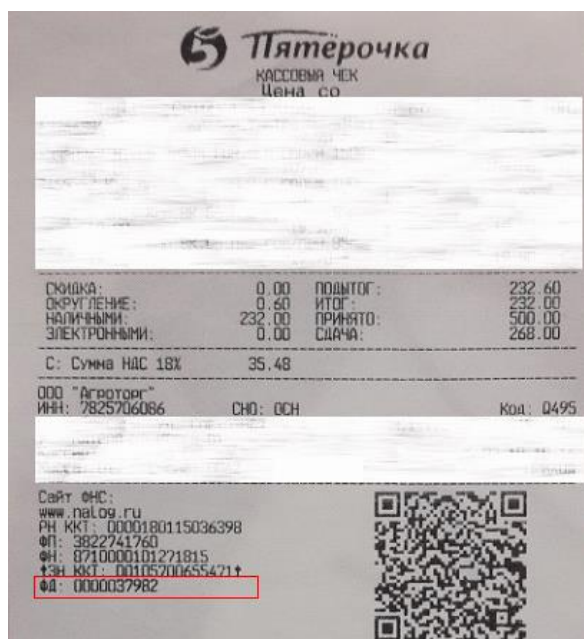 5 Пятёрочка
КАССОВЫЙ ЧЕК
Цена со
СКИДКА: 0.00 ПОДЫТОГ: 232.60
ОКРУГЛЕНИЕ: 0.60 ИТОГ: 232.00
НАЛИЧНЫМИ: 232.00 ПРИНЯТО: 500.00
ЭЛЕКТРОННЫМИ: 0.00 СДАЧА: 268.00
С: Сумма НДС 18% 35.48
ООО "Агроторг"
ИНН: 7825706086 СНО: ОСН Код: 0495
Сайт ФНС:
www.nalog.ru
РН ККТ: 0000180115036398
ФП: 3822741760
ФН: 8710000101271815
↑ЗН ККТ: 00105700655471↑
ФД: 0000037982